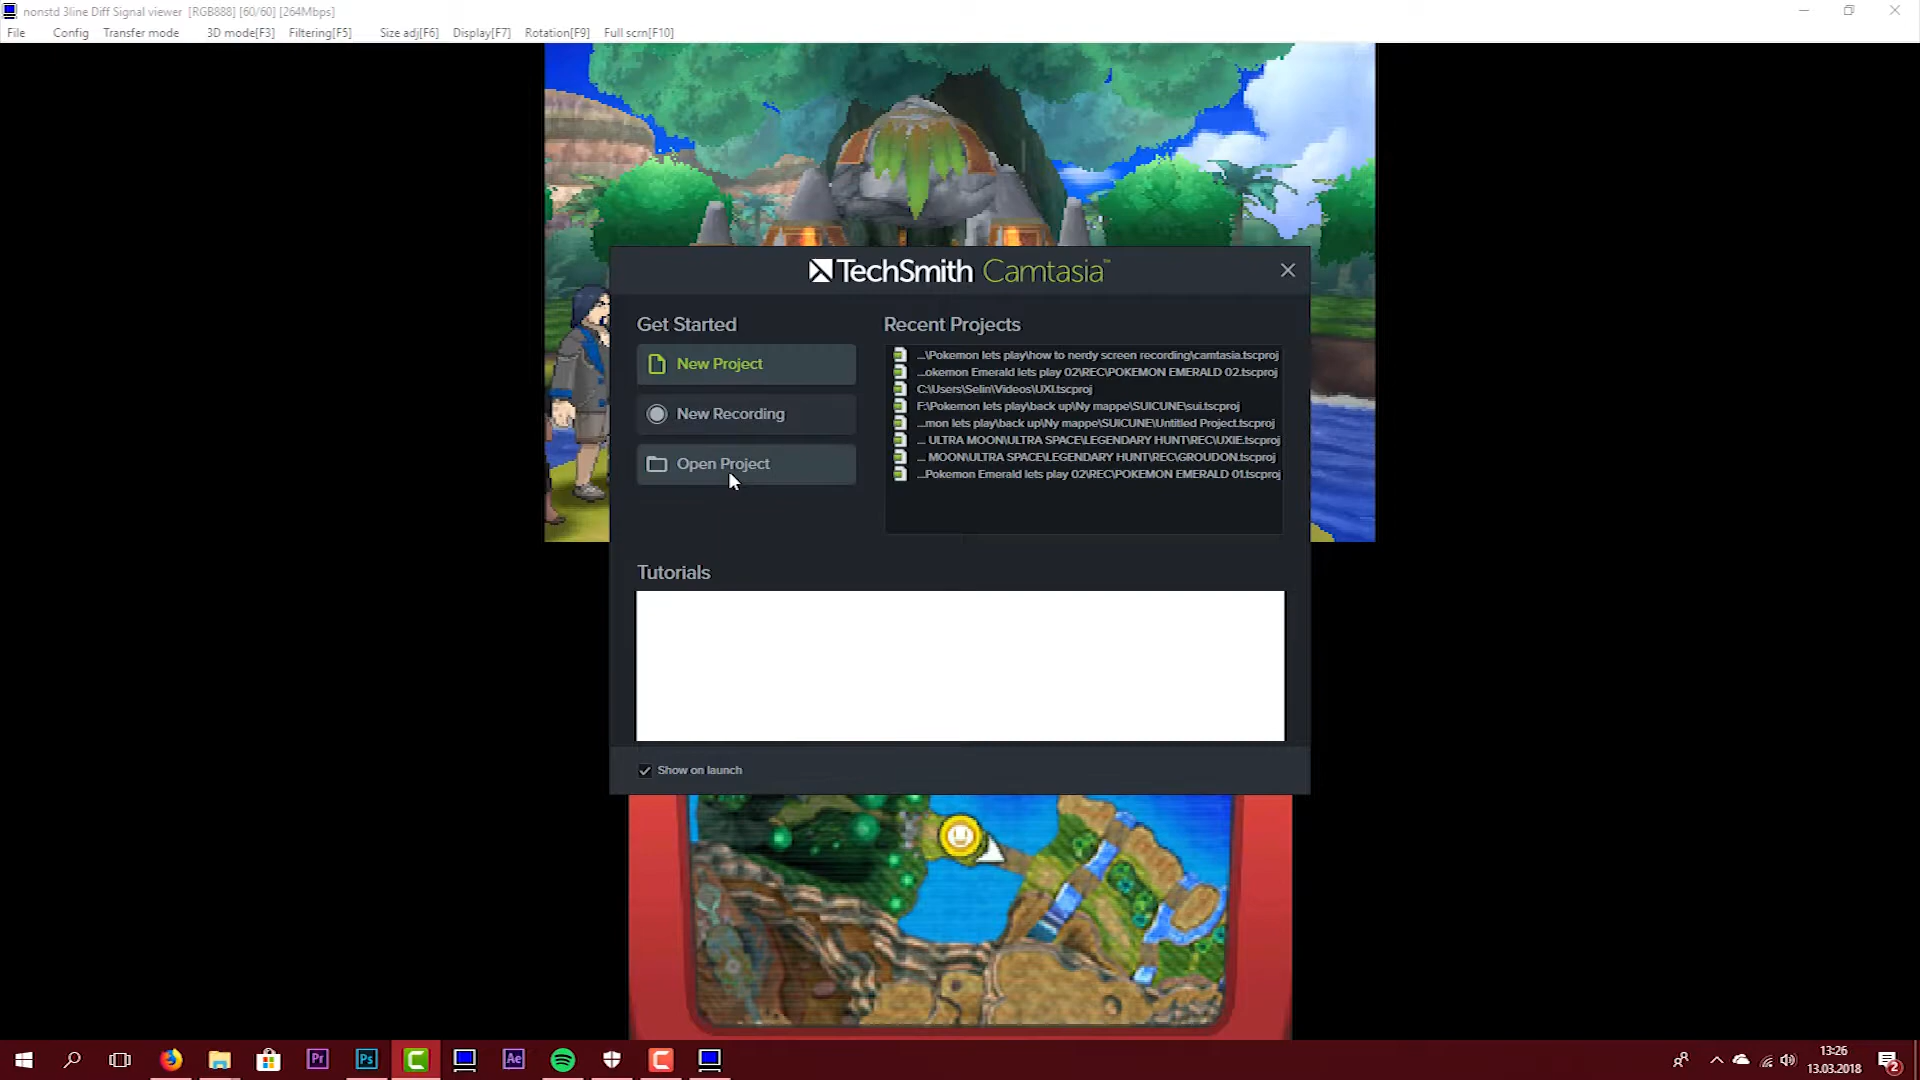 nonstd 3line Diff Signal viewer [RGB888] [60/60] [264Mbps]
File Config Transfer mode 3D mode[F3] Filtering[F5] Size adj[F6] Display[F7] Rotation[F9] Full scrn[F10]
TechSmith Camtasia™
Get Started
New Project
New Recording
Open Project
Recent Projects
...\Pokemon lets play\how to nerdy screen recording\camtasia.tscproj
...okemon Emerald lets play 02\REC\POKEMON EMERALD 02.tscproj
C:\Users\Selin\Videos\UXI.tscproj
F:\Pokemon lets play\back up\Ny mappe\SUICUNE\sui.tscproj
...mon lets play\back up\Ny mappe\SUICUNE\Untitled Project.tscproj
... ULTRA MOON\ULTRA SPACE\LEGENDARY HUNT\REC\UXIE.tscproj
... MOON\ULTRA SPACE\LEGENDARY HUNT\REC\GROUDON.tscproj
...Pokemon Emerald lets play 02\REC\POKEMON EMERALD 01.tscproj
Tutorials
Show on launch
Pr Ps C Ae C
13:26
13.03.2018
2